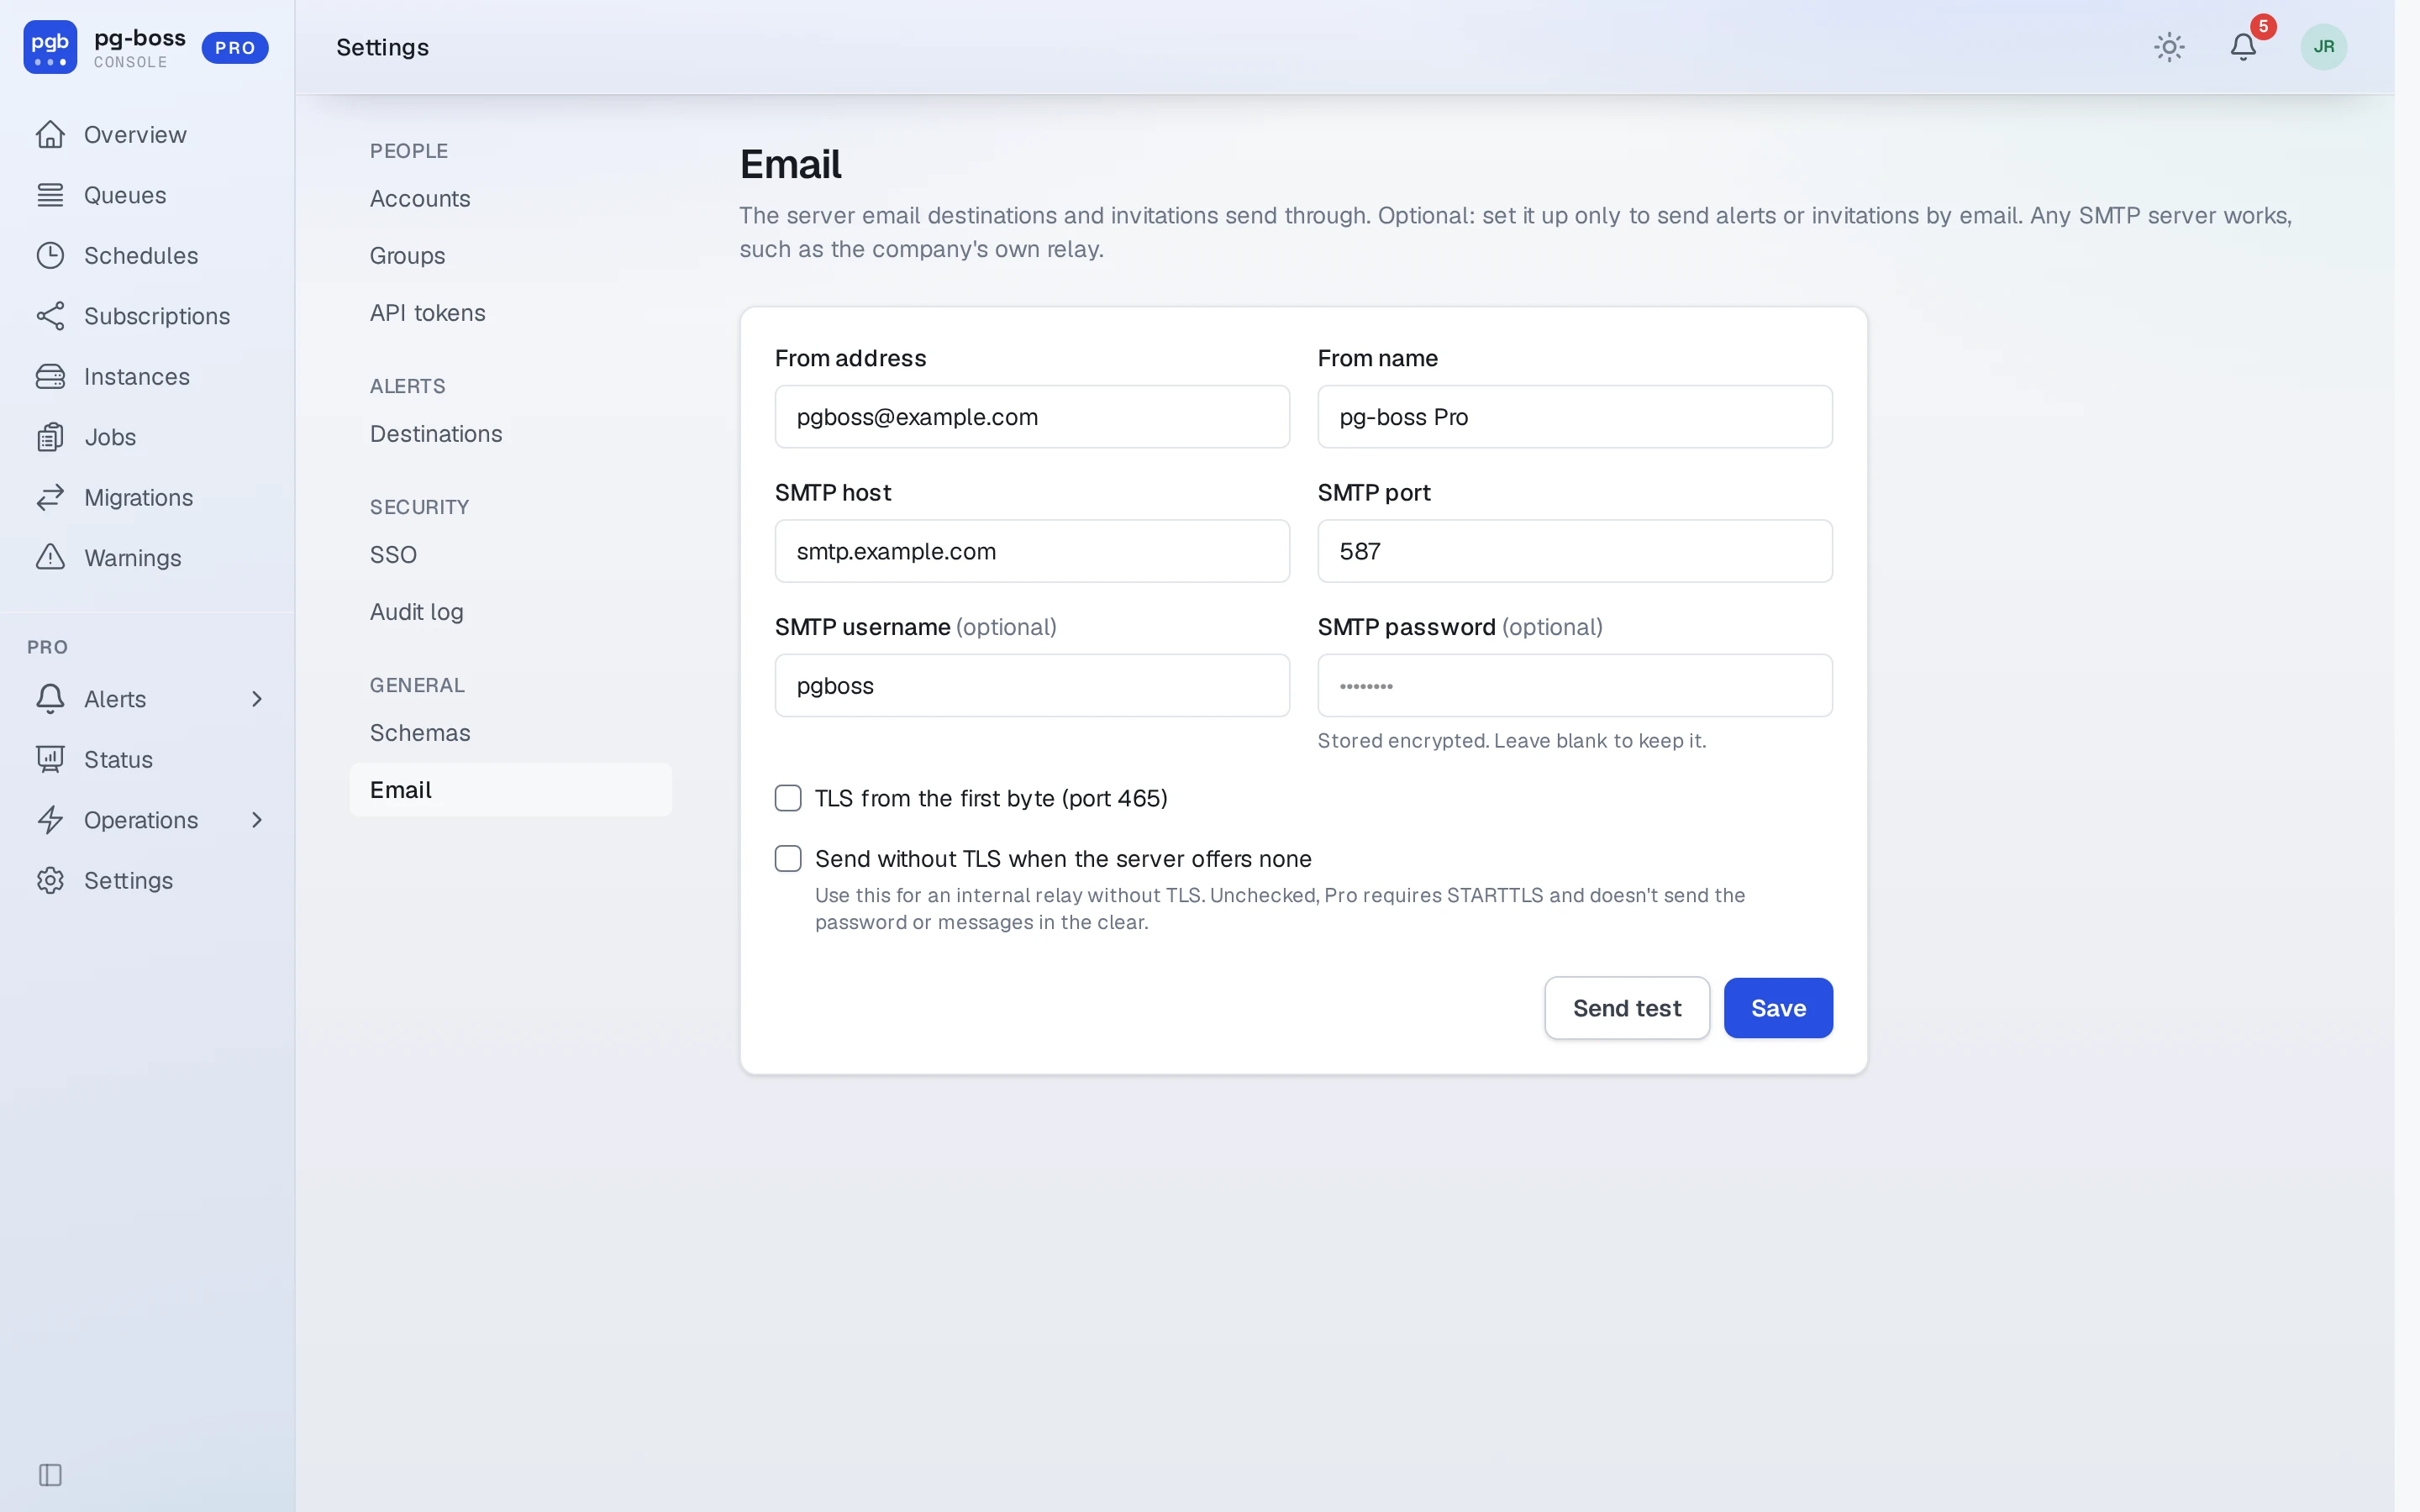 pgb
pg-boss
CONSOLE
PRO
Overview
Queues
Schedules
Subscriptions
Instances
Jobs
Migrations
Warnings
PRO
Alerts
Status
Operations
Settings
Settings
5
JR
PEOPLE
Accounts
Groups
API tokens
ALERTS
Destinations
SECURITY
SSO
Audit log
GENERAL
Schemas
Email
Email
The server email destinations and invitations send through. Optional: set it up only to send alerts or invitations by email. Any SMTP server works,
such as the company's own relay.
From address
pgboss@example.com
From name
pg-boss Pro
SMTP host
smtp.example.com
SMTP port
587
SMTP username (optional)
pgboss
SMTP password (optional)
••••••••
Stored encrypted. Leave blank to keep it.
TLS from the first byte (port 465)
Send without TLS when the server offers none
Use this for an internal relay without TLS. Unchecked, Pro requires STARTTLS and doesn't send the
password or messages in the clear.
Send test
Save